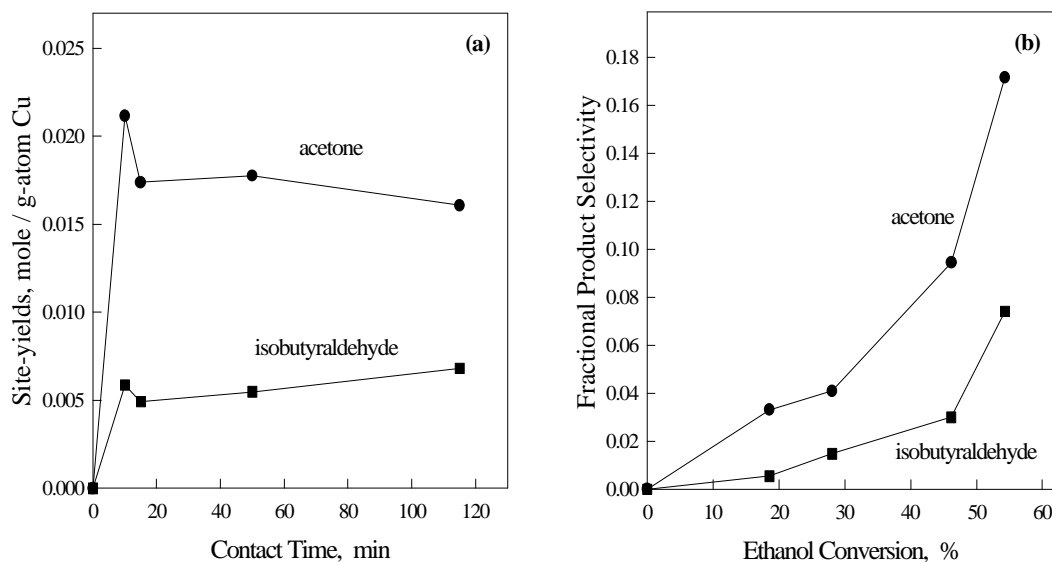 (a)
Site-yields, mole / g-atom Cu
0.025
0.020
0.015
0.010
0.005
0.000
acetone
isobutyraldehyde
0 20 40 60 80 100 120
Contact Time, min
(b)
Fractional Product Selectivity
0.18
0.16
0.14
0.12
0.10
0.08
0.06
0.04
0.02
0.00
acetone
isobutyraldehyde
0 10 20 30 40 50 60
Ethanol Conversion, %